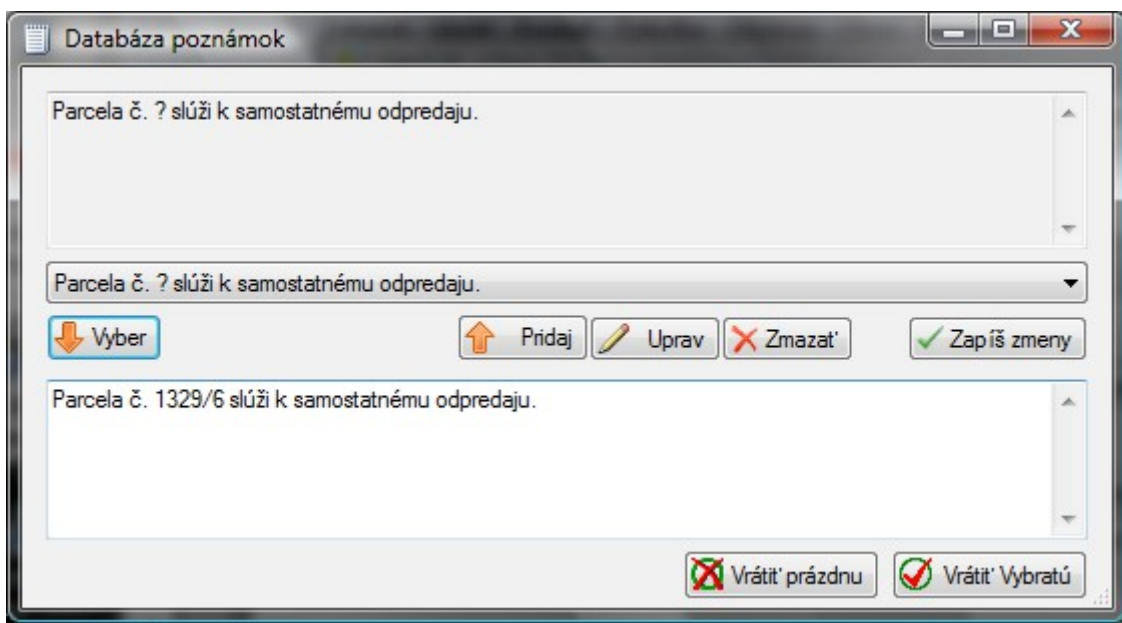 Databáza poznámok
Parcela č. ? slúži k samostatnému odpredaju.
Parcela č. ? slúži k samostatnému odpredaju.
Vyber Pridaj Uprav Zmazať Zapíš zmeny
Parcela č. 1329/6 slúži k samostatnému odpredaju.
Vrátiť prázdnu Vrátiť Vybratú